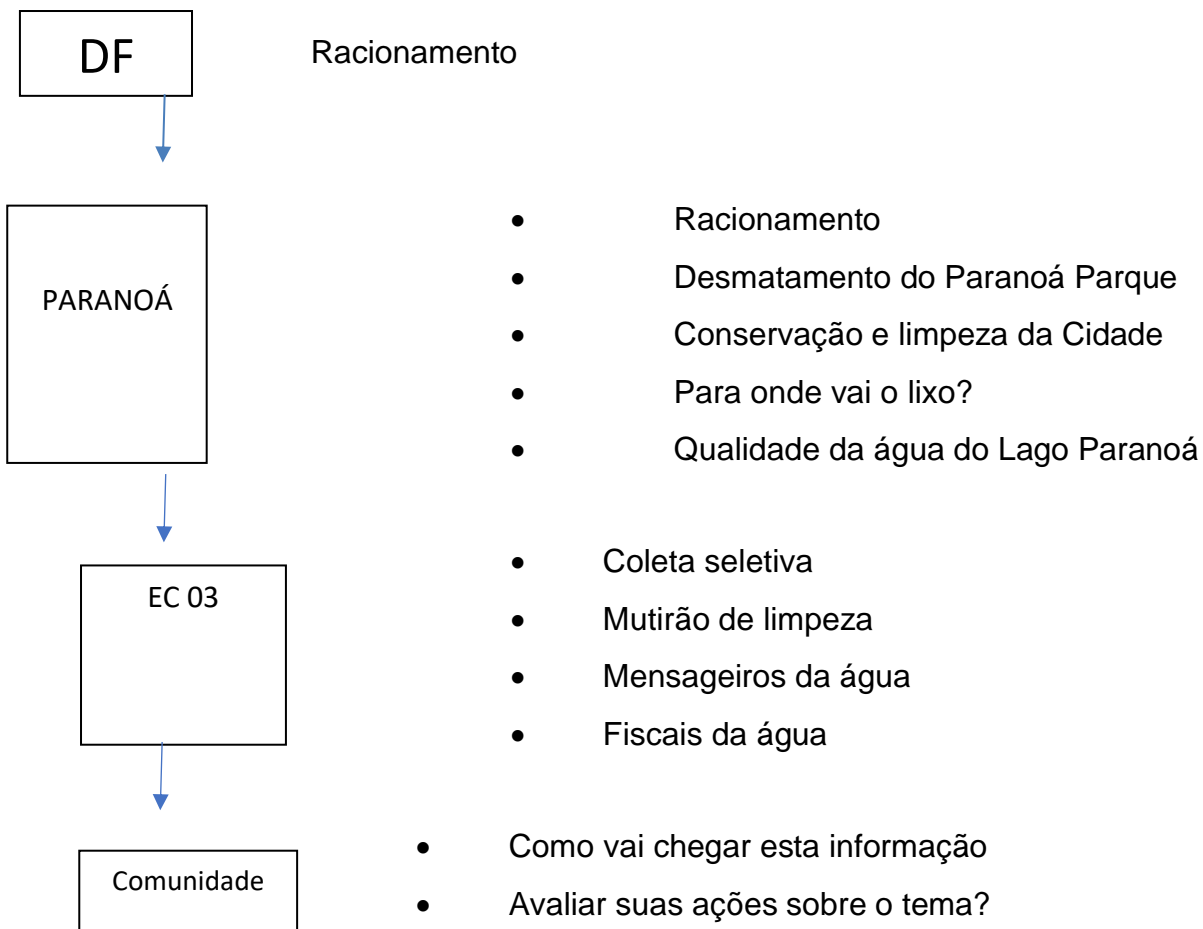 DF
Racionamento
PARANOÁ
• Racionamento
• Desmatamento do Paranoá Parque
• Conservação e limpeza da Cidade
• Para onde vai o lixo?
• Qualidade da água do Lago Paranoá
EC 03
• Coleta seletiva
• Mutirão de limpeza
• Mensageiros da água
• Fiscais da água
Comunidade
• Como vai chegar esta informação
• Avaliar suas ações sobre o tema?